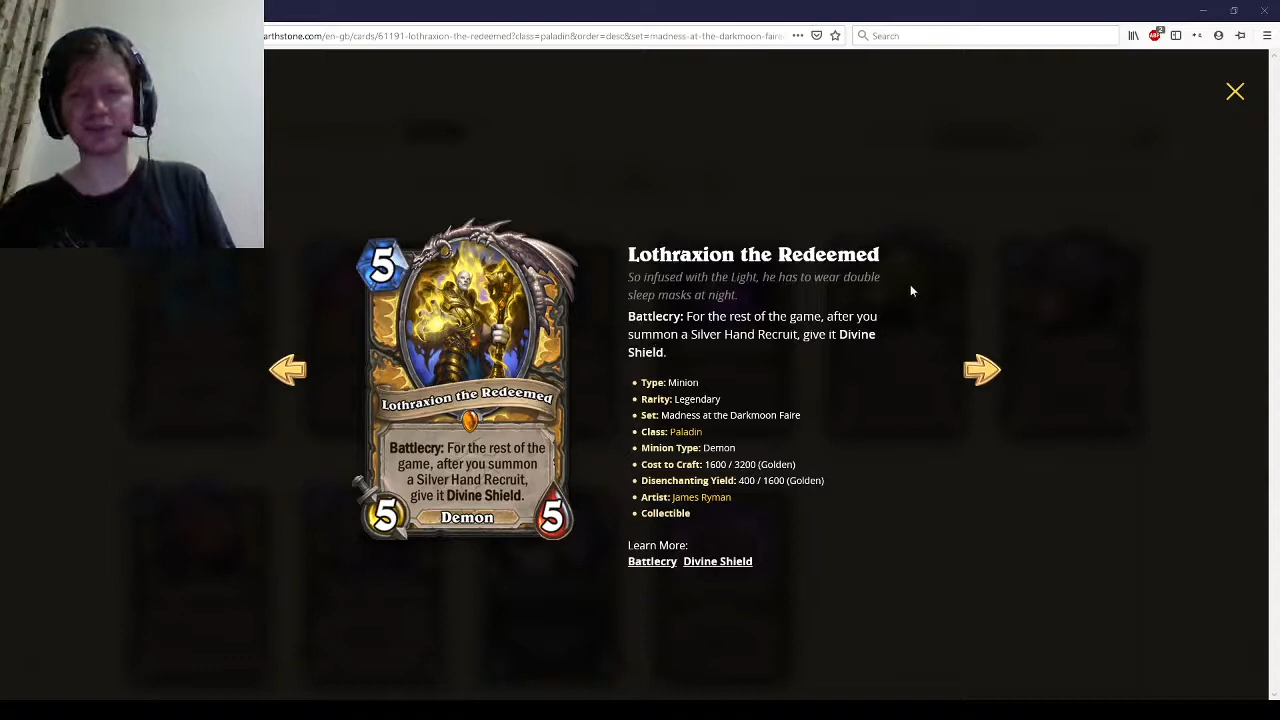 arthstone.com/en-gb/cards/61191-lothraxion-the-redeemed?class=paladin&order=desc&set=madness-at-the-darkmoon-faire
Search
5
Lothraxion the Redeemed
Battlecry: For the rest of the
game, after you summon
a Silver Hand Recruit,
give it Divine Shield.
5
Demon
5
Lothraxion the Redeemed
So infused with the Light, he has to wear double
sleep masks at night.
Battlecry: For the rest of the game, after you
summon a Silver Hand Recruit, give it Divine
Shield.
Type: Minion
Rarity: Legendary
Set: Madness at the Darkmoon Faire
Class: Paladin
Minion Type: Demon
Cost to Craft: 1600 / 3200 (Golden)
Disenchanting Yield: 400 / 1600 (Golden)
Artist: James Ryman
Collectible
Learn More:
Battlecry Divine Shield